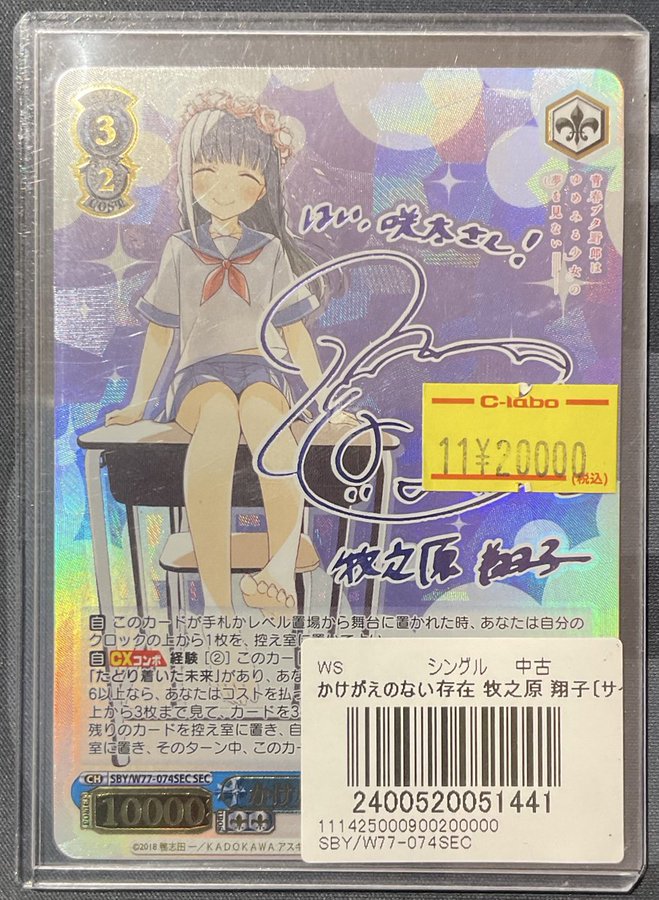 3
2
COST
青春ブタ野郎は
ゆめみる少女の
夢を見ない
はい、咲太さん!
C-labo
11¥20000
(税込)
牧之原 翔子
自 このカードが手札かレベル置場から舞台に置かれた時、あなたは自分の
クロックの上から1枚を、控え室に
自 CXコンボ 経験 [②] このカー
「たどり着いた未来」があり、あな
6以上なら、あなたはコストを払
上から3枚まで見て、カードを3
残りのカードを控え室に置き、自
室に置き、そのターン中、このカー
CH SBY/W77-074SEC SEC
POWER 10000
©2018 鴨志田 一/KADOKAWA アスキ
WS シングル 中古
かけがえのない存在 牧之原 翔子〔サイ
2400520051441
111425000900200000
SBY/W77-074SEC